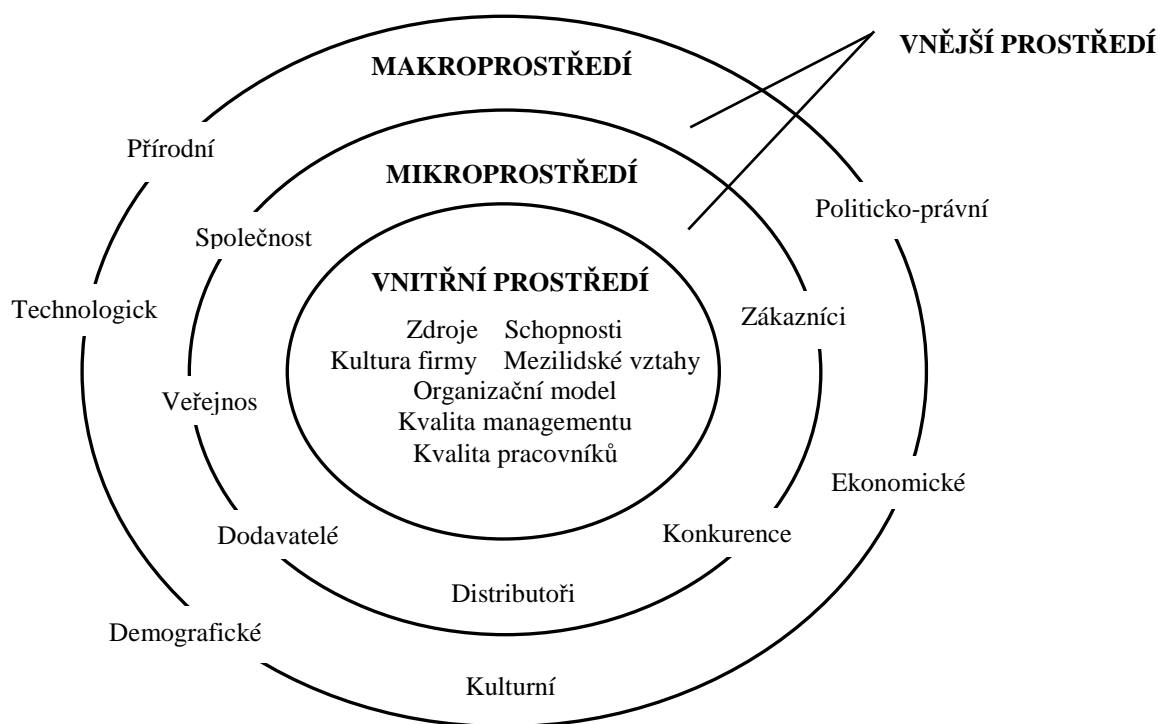 VNĚJŠÍ PROSTŘEDÍ
MAKROPROSTŘEDÍ
Přírodní
MIKROPROSTŘEDÍ
Politicko-právní
Společnost
VNITŘNÍ PROSTŘEDÍ
Technologick
Zákazníci
Zdroje Schopnosti
Kultura firmy Mezilidské vztahy
Organizační model
Veřejnos
Kvalita managementu
Kvalita pracovníků
Ekonomické
Dodavatelé
Konkurence
Distributoři
Demografické
Kulturní